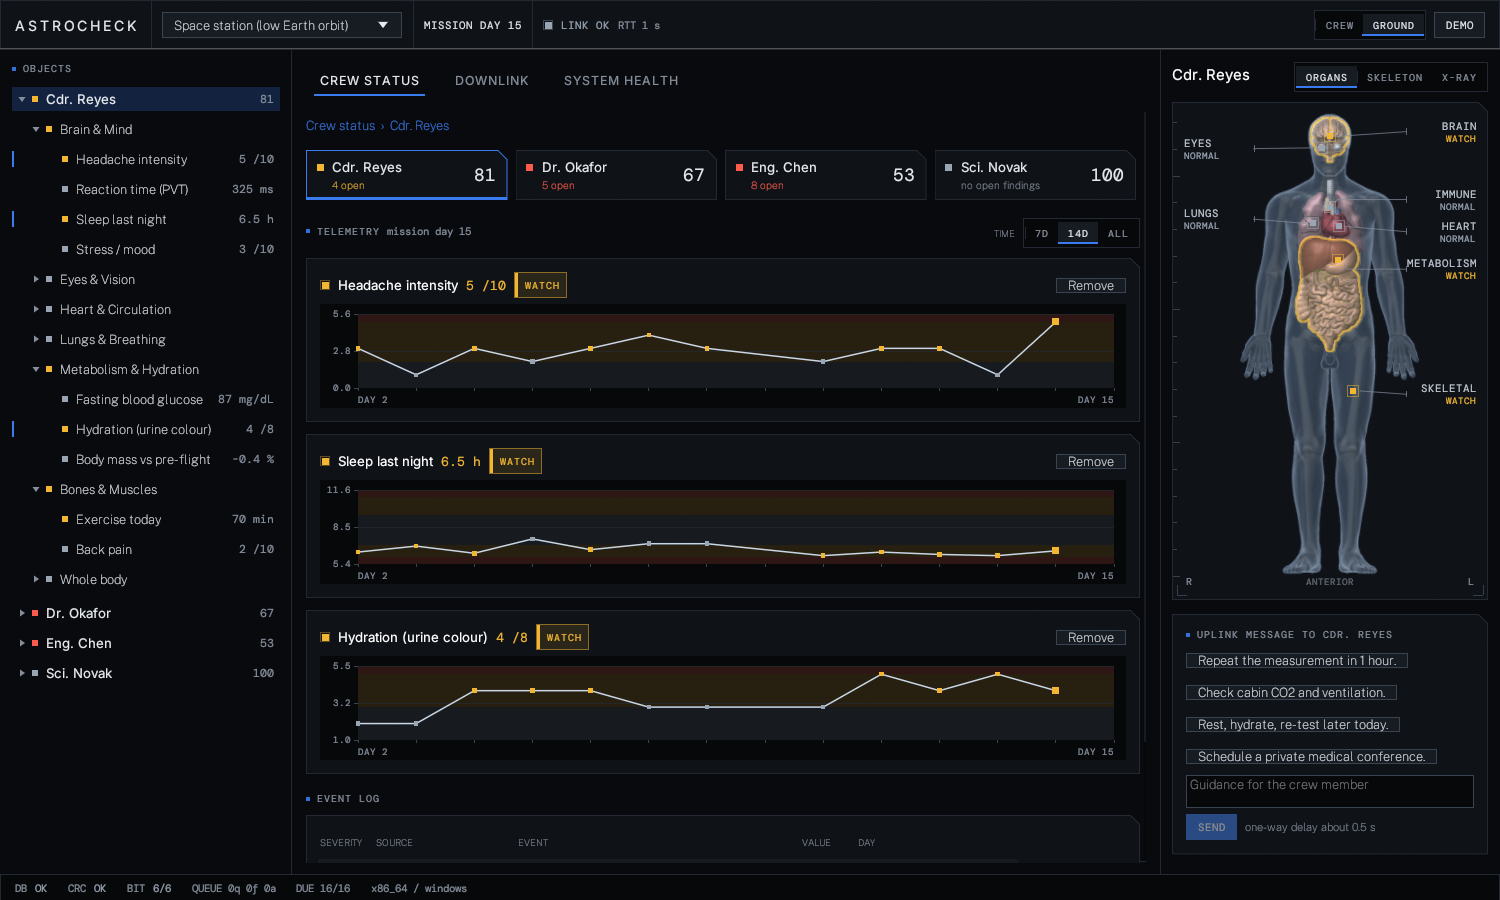 ASTROCHECK
Space station (low Earth orbit)
MISSION DAY 15
LINK OK RTT 1 s
CREW
GROUND
DEMO
OBJECTS
Cdr. Reyes 81
Brain & Mind
Headache intensity 5 /10
Reaction time (PVT) 325 ms
Sleep last night 6.5 h
Stress / mood 3 /10
Eyes & Vision
Heart & Circulation
Lungs & Breathing
Metabolism & Hydration
Fasting blood glucose 87 mg/dL
Hydration (urine colour) 4 /8
Body mass vs pre-flight -0.4 %
Bones & Muscles
Exercise today 70 min
Back pain 2 /10
Whole body
Dr. Okafor 67
Eng. Chen 53
Sci. Novak 100
CREW STATUS
DOWNLINK
SYSTEM HEALTH
Crew status › Cdr. Reyes
Cdr. Reyes 81
4 open
Dr. Okafor 67
5 open
Eng. Chen 53
8 open
Sci. Novak 100
no open findings
TELEMETRY mission day 15
TIME 7D 14D ALL
Headache intensity 5 /10 WATCH Remove
5.6
2.8
0.0
DAY 2 DAY 15
Sleep last night 6.5 h WATCH Remove
11.6
8.5
5.4
DAY 2 DAY 15
Hydration (urine colour) 4 /8 WATCH Remove
5.5
3.2
1.0
DAY 2 DAY 15
EVENT LOG
SEVERITY SOURCE EVENT VALUE DAY
Cdr. Reyes
ORGANS SKELETON X-RAY
BRAIN
WATCH
EYES
NORMAL
IMMUNE
NORMAL
LUNGS
NORMAL
HEART
NORMAL
METABOLISM
WATCH
SKELETAL
WATCH
R ANTERIOR L
UPLINK MESSAGE TO CDR. REYES
Repeat the measurement in 1 hour.
Check cabin CO2 and ventilation.
Rest, hydrate, re-test later today.
Schedule a private medical conference.
Guidance for the crew member
SEND one-way delay about 0.5 s
DB OK CRC OK BIT 6/6 QUEUE 0q 0f 0a DUE 16/16 x86_64 / windows